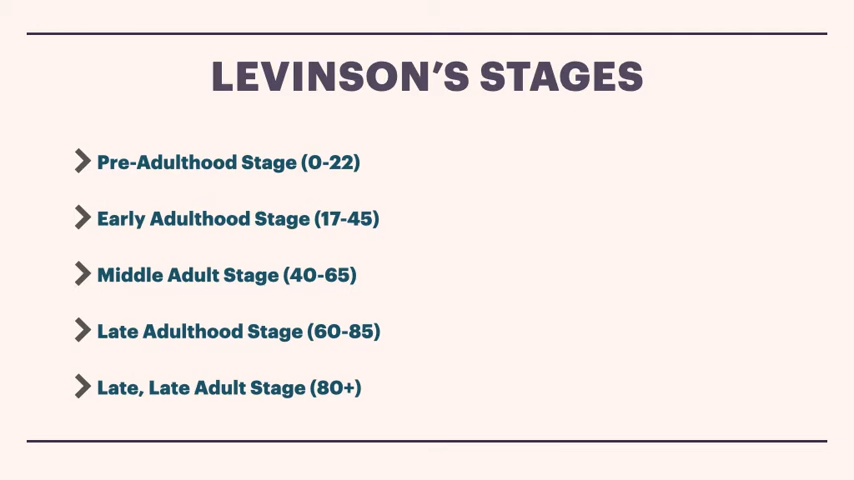 LEVINSON’S STAGES
Pre-Adulthood Stage (0-22)
Early Adulthood Stage (17-45)
Middle Adult Stage (40-65)
Late Adulthood Stage (60-85)
Late, Late Adult Stage (80+)